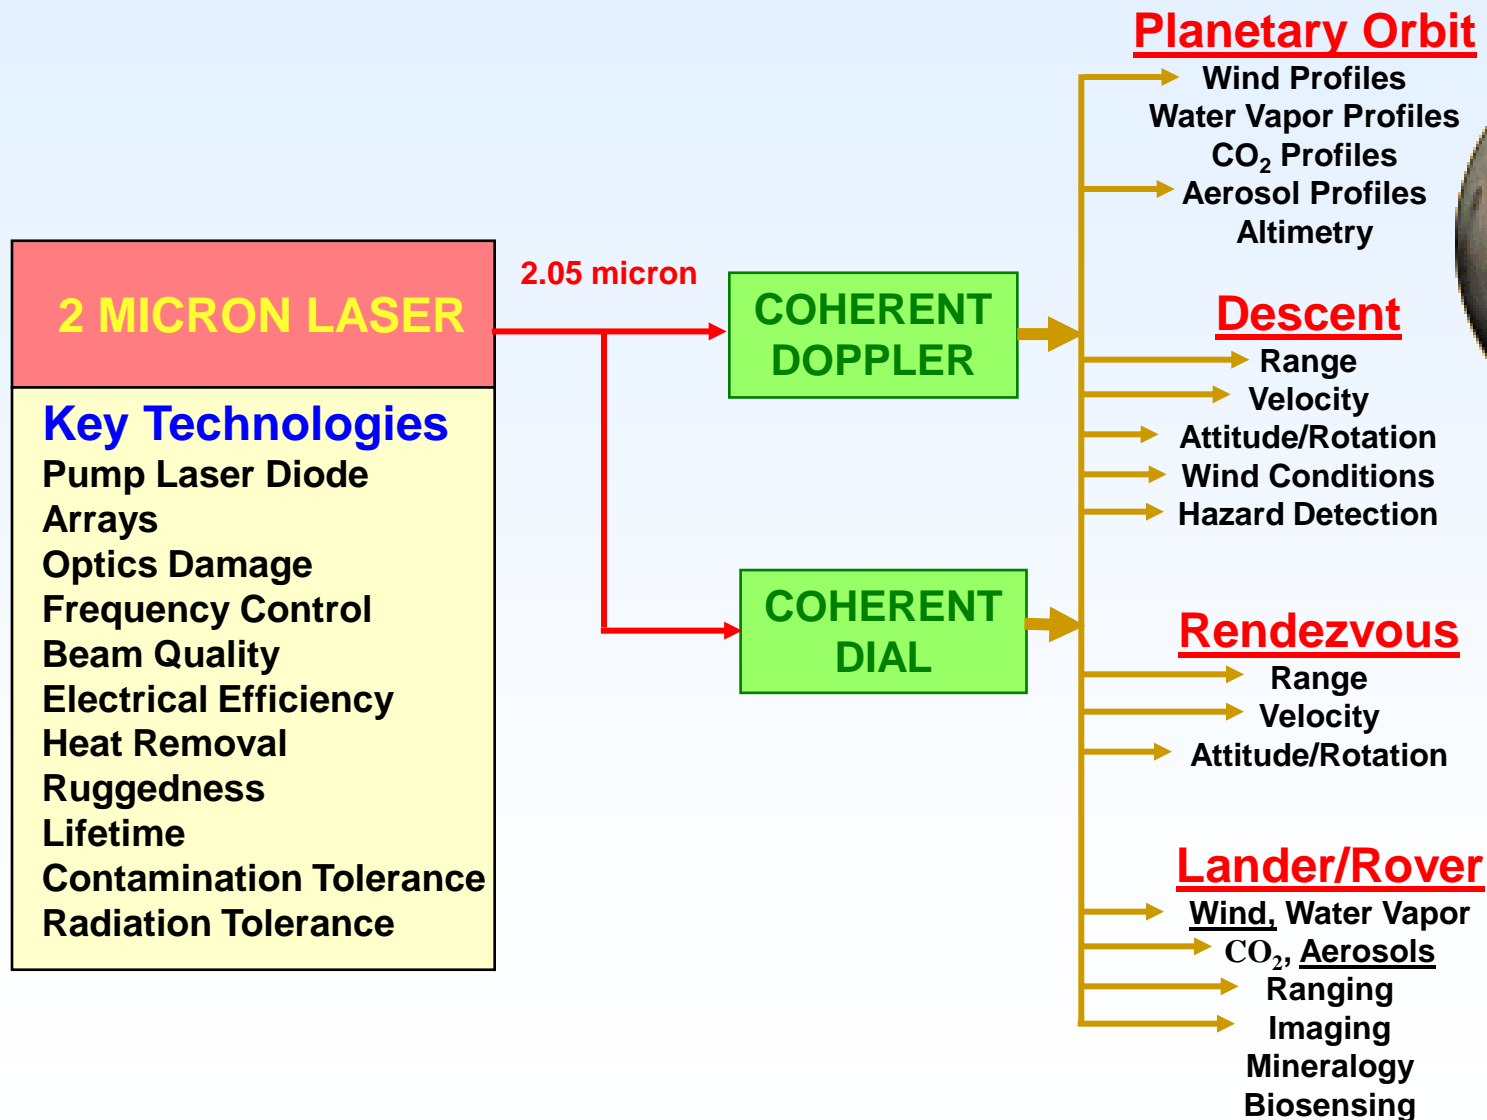 2 MICRON LASER
Key Technologies
Pump Laser Diode
Arrays
Optics Damage
Frequency Control
Beam Quality
Electrical Efficiency
Heat Removal
Ruggedness
Lifetime
Contamination Tolerance
Radiation Tolerance
2.05 micron
COHERENT
DOPPLER
COHERENT
DIAL
Planetary Orbit
Wind Profiles
Water Vapor Profiles
CO₂ Profiles
Aerosol Profiles
Altimetry
Descent
Range
Velocity
Attitude/Rotation
Wind Conditions
Hazard Detection
Rendezvous
Range
Velocity
Attitude/Rotation
Lander/Rover
Wind, Water Vapor
CO₂, Aerosols
Ranging
Imaging
Mineralogy
Biosensing